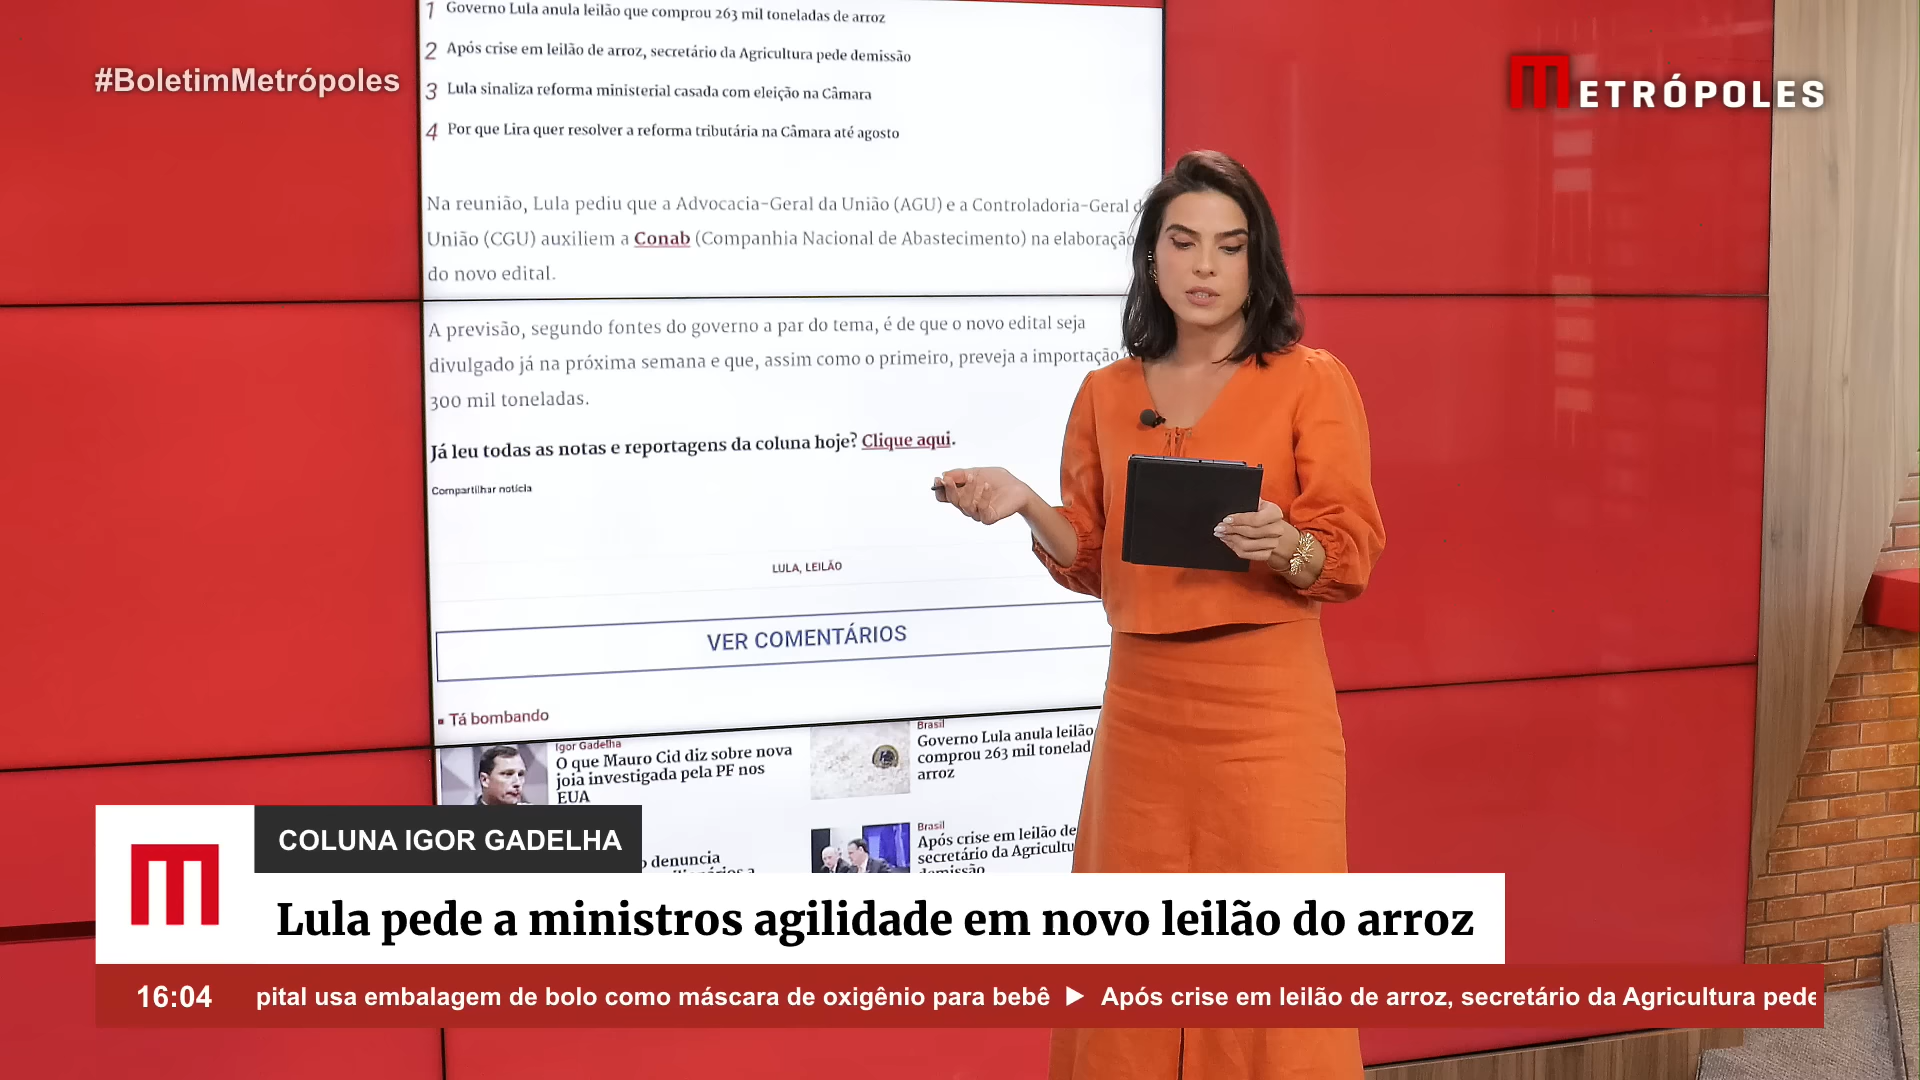 #BoletimMetrópoles
METRÓPOLES
1 Governo Lula anula leilão que comprou 263 mil toneladas de arroz
2 Após crise em leilão de arroz, secretário da Agricultura pede demissão
3 Lula sinaliza reforma ministerial casada com eleição na Câmara
4 Por que Lira quer resolver a reforma tributária na Câmara até agosto
Na reunião, Lula pediu que a Advocacia-Geral da União (AGU) e a Controladoria-Geral d
União (CGU) auxiliem a Conab (Companhia Nacional de Abastecimento) na elaboração
do novo edital.
A previsão, segundo fontes do governo a par do tema, é de que o novo edital seja
divulgado já na próxima semana e que, assim como o primeiro, preveja a importação
300 mil toneladas.
Já leu todas as notas e reportagens da coluna hoje? Clique aqui.
Compartilhar notícia
LULA, LEILÃO
VER COMENTÁRIOS
Tá bombando
Igor Gadelha
O que Mauro Cid diz sobre nova
joia investigada pela PF nos
EUA
Brasil
Governo Lula anula leilão
comprou 263 mil tonelad
arroz
denuncia
Brasil
Após crise em leilão de
secretário da Agricultu
demissão
COLUNA IGOR GADELHA
Lula pede a ministros agilidade em novo leilão do arroz
16:04 pital usa embalagem de bolo como máscara de oxigênio para bebê ▶ Após crise em leilão de arroz, secretário da Agricultura pede